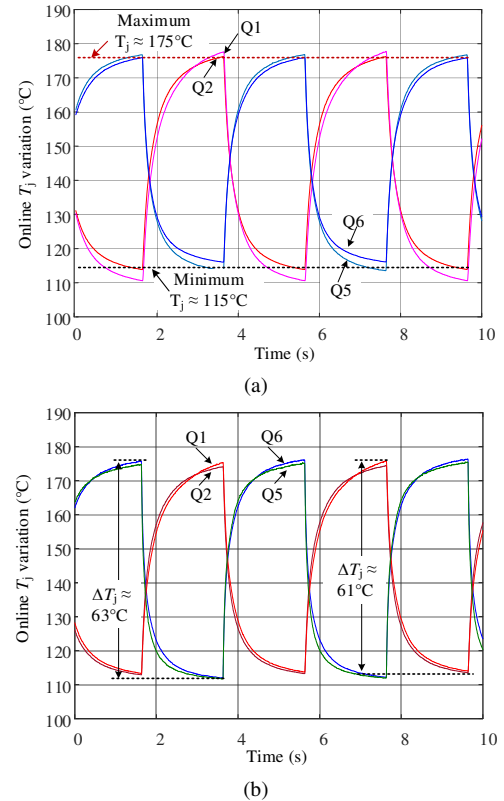 190
180
170
160
150
140
130
120
110
100
Online Tj variation (℃)
Maximum
Tj ≈ 175°C
Q1
Q2
Q6
Q5
Minimum
Tj ≈ 115°C
0 2 4 6 8 10
Time (s)
(a)
190
180
170
160
150
140
130
120
110
100
Online Tj variation (℃)
Q1
Q2
Q6
Q5
ΔTj ≈
63°C
ΔTj ≈
61°C
0 2 4 6 8 10
Time (s)
(b)